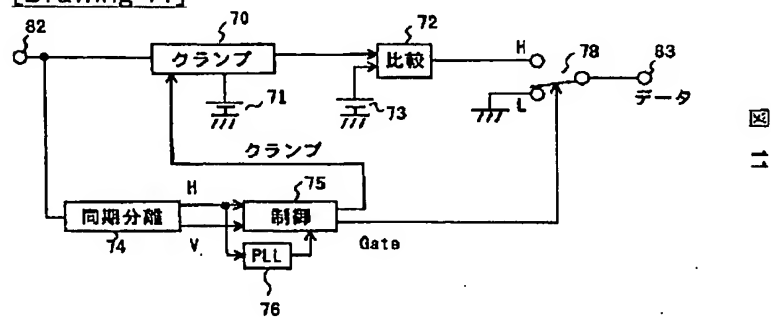 [Drawing 11]
82
70
クランプ
71
72
比較
73
H
L
78
83
データ
クランプ
同期分離
74
H
V
75
制御
PLL
76
Gate
図